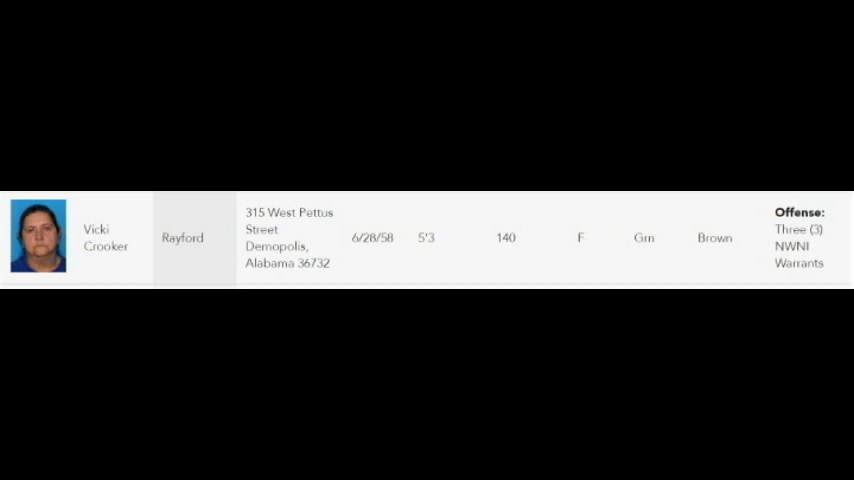 Vicki
Crooker
Rayford
315 West Pettus
Street
Demopolis,
Alabama 36732
6/28/58
5'3
140
F
Grn
Brown
Offense:
Three (3)
NWNI
Warrants